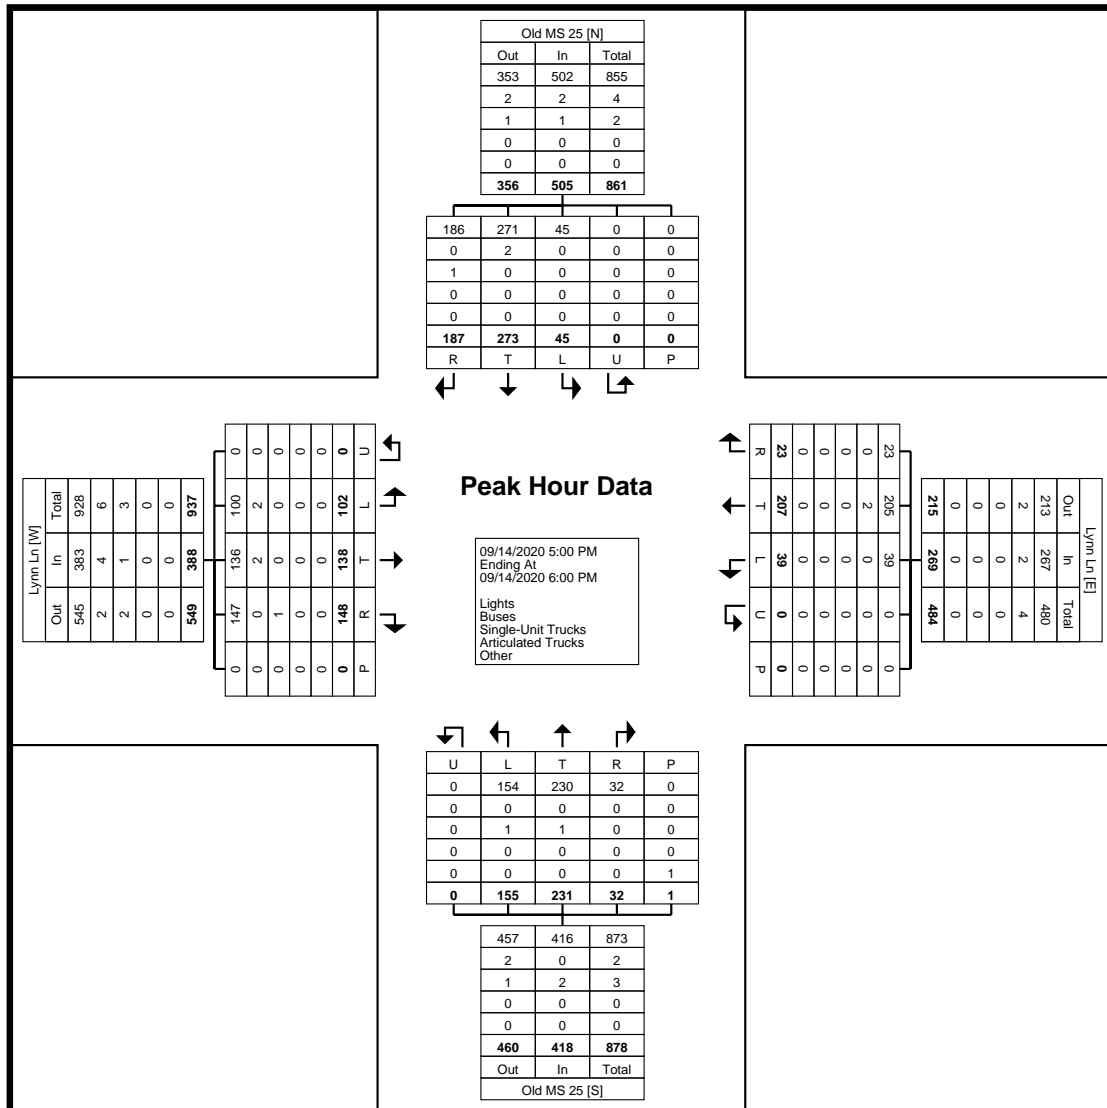 Old MS 25 [N]
Out In Total
353 502 855
2 2 4
1 1 2
0 0 0
0 0 0
356 505 861
186 271 45 0 0
0 2 0 0 0
1 0 0 0 0
0 0 0 0 0
0 0 0 0 0
187 273 45 0 0
R T L U P
Lynn Ln [W]
Total 928 6 3 0 0 937
In 383 4 1 0 0 388
Out 545 2 2 0 0 549
0 0 0 0 0 0 U
100 2 0 0 0 102 L
136 2 0 0 0 138 T
147 0 1 0 0 148 R
0 0 0 0 0 0 P
Peak Hour Data
09/14/2020 5:00 PM
Ending At
09/14/2020 6:00 PM
Lights
Buses
Single-Unit Trucks
Articulated Trucks
Other
R 23 0 0 0 0 23
T 207 0 0 0 2 205
L 39 0 0 0 0 39
U 0 0 0 0 0 0
P 0 0 0 0 0 0
215 0 0 0 2 213 Out
269 0 0 0 2 267 In
484 0 0 0 4 480 Total
Lynn Ln [E]
U L T R P
0 154 230 32 0
0 0 0 0 0
0 1 1 0 0
0 0 0 0 0
0 0 0 0 1
0 155 231 32 1
457 416 873
2 0 2
1 2 3
0 0 0
0 0 0
460 418 878
Out In Total
Old MS 25 [S]